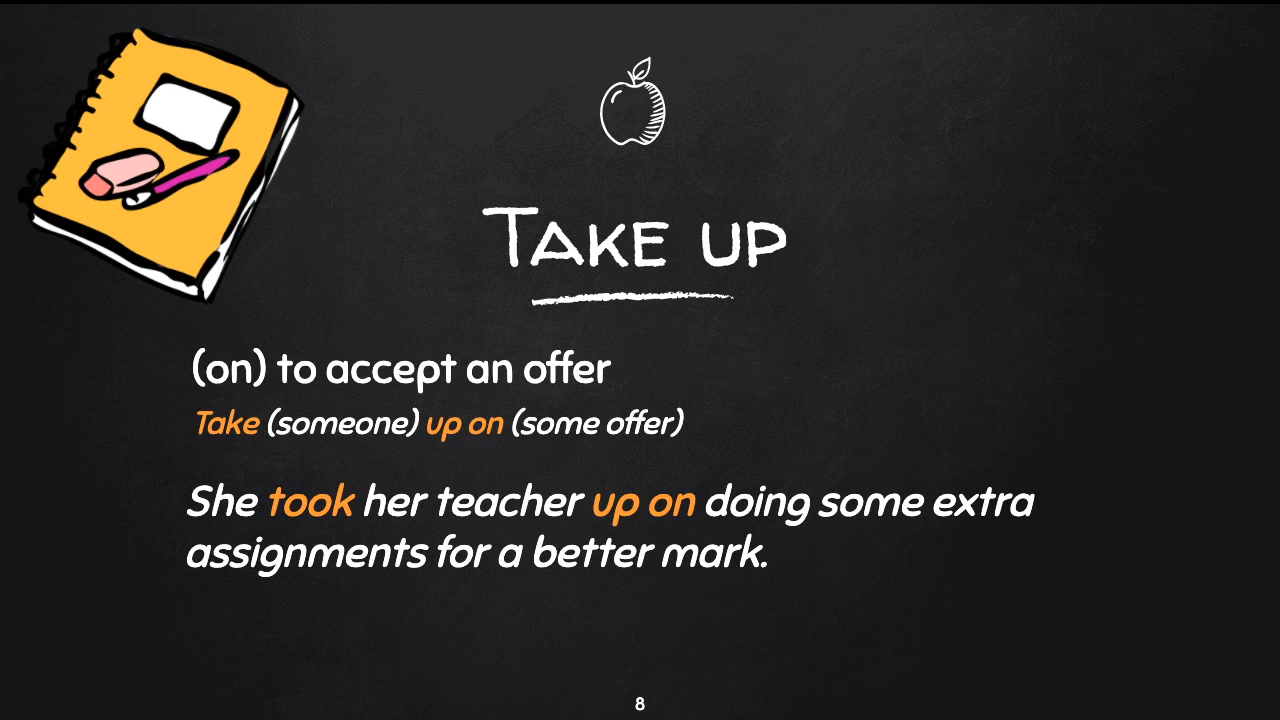 Take up
(on) to accept an offer
Take (someone) up on (some offer)
She took her teacher up on doing some extra
assignments for a better mark.
8